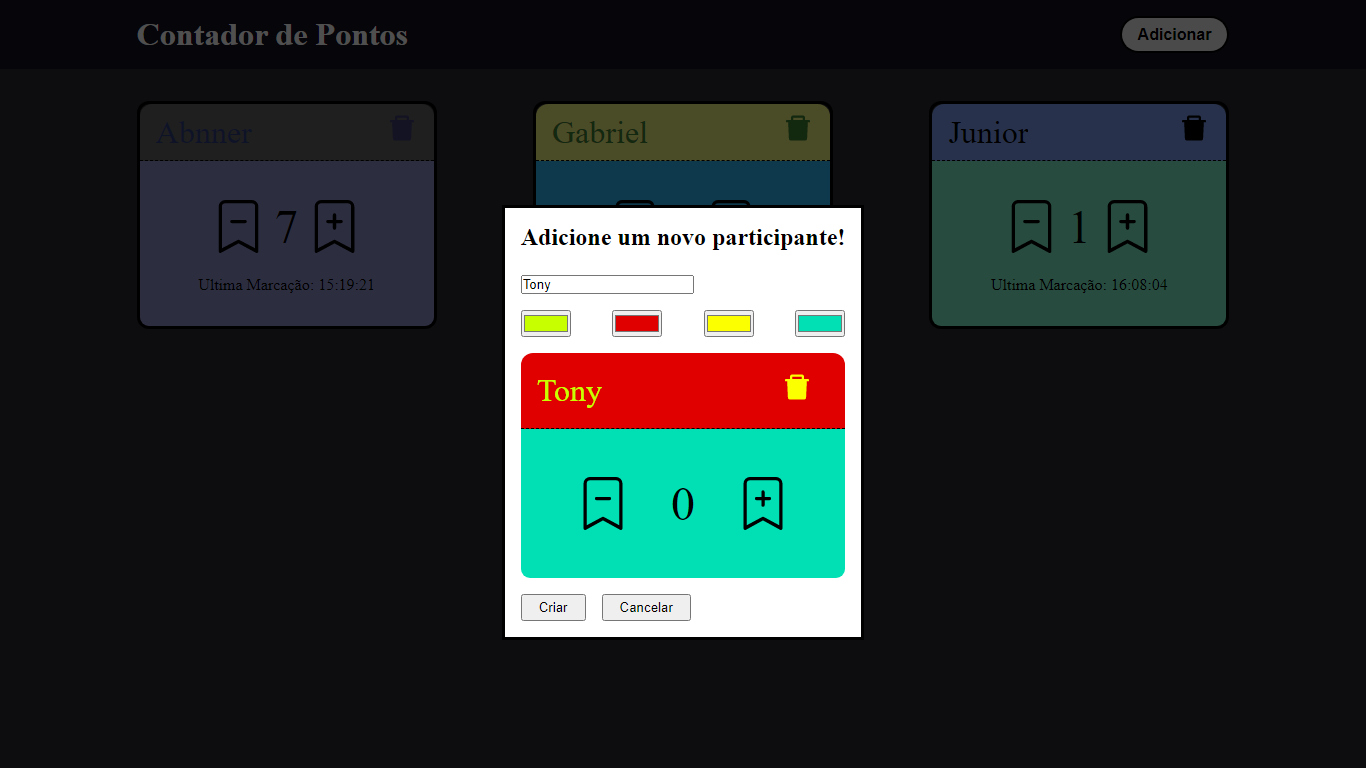 Contador de Pontos
Adicionar
Abnner
Gabriel
Junior
7
1
Ultima Marcação: 15:19:21
Ultima Marcação: 16:08:04
Adicione um novo participante!
Tony
Tony
0
Criar
Cancelar